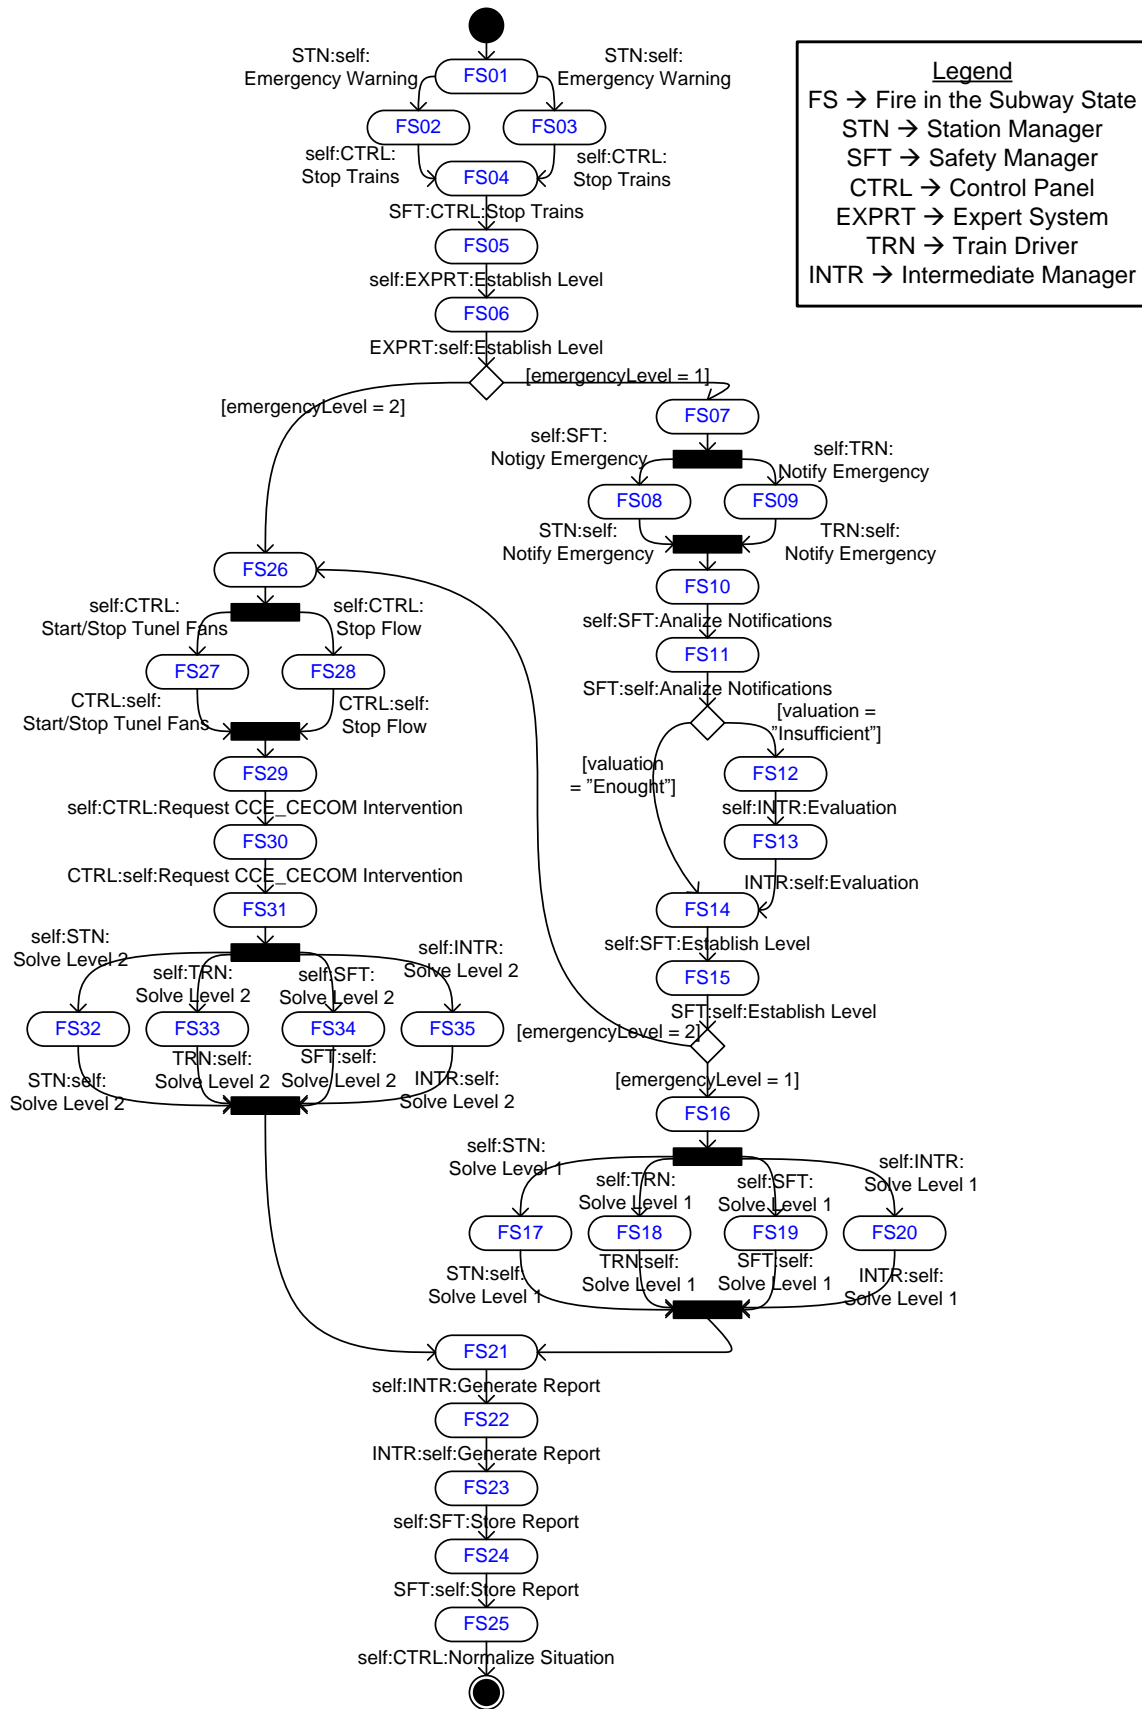 STN:self:
Emergency Warning
STN:self:
Emergency Warning
FS01
FS02
FS03
self:CTRL:
Stop Trains
self:CTRL:
Stop Trains
FS04
SFT:CTRL:Stop Trains
FS05
self:EXPRT:Establish Level
FS06
EXPRT:self:Establish Level
Legend
FS → Fire in the Subway State
STN → Station Manager
SFT → Safety Manager
CTRL → Control Panel
EXPRT → Expert System
TRN → Train Driver
INTR → Intermediate Manager
[emergencyLevel = 2]
[emergencyLevel = 1]
FS07
self:SFT:
Notigy Emergency
self:TRN:
Notify Emergency
FS08
FS09
STN:self:
Notify Emergency
TRN:self:
Notify Emergency
FS10
self:SFT:Analize Notifications
FS11
SFT:self:Analize Notifications
[valuation =
”Insufficient”]
[valuation
= ”Enought”]
FS12
self:INTR:Evaluation
FS13
INTR:self:Evaluation
FS14
self:SFT:Establish Level
FS15
SFT:self:Establish Level
[emergencyLevel = 2]
[emergencyLevel = 1]
FS16
self:STN:
Solve Level 1
self:TRN:
Solve Level 1
self:SFT:
Solve Level 1
self:INTR:
Solve Level 1
FS17
FS18
FS19
FS20
STN:self:
Solve Level 1
TRN:self:
Solve Level 1
SFT:self:
Solve Level 1
INTR:self:
Solve Level 1
FS26
self:CTRL:
Start/Stop Tunel Fans
self:CTRL:
Stop Flow
FS27
FS28
CTRL:self:
Start/Stop Tunel Fans
CTRL:self:
Stop Flow
FS29
self:CTRL:Request CCE_CECOM Intervention
FS30
CTRL:self:Request CCE_CECOM Intervention
FS31
self:STN:
Solve Level 2
self:TRN:
Solve Level 2
self:SFT:
Solve Level 2
self:INTR:
Solve Level 2
FS32
FS33
FS34
FS35
STN:self:
Solve Level 2
TRN:self:
Solve Level 2
SFT:self:
Solve Level 2
INTR:self:
Solve Level 2
FS21
self:INTR:Generate Report
FS22
INTR:self:Generate Report
FS23
self:SFT:Store Report
FS24
SFT:self:Store Report
FS25
self:CTRL:Normalize Situation